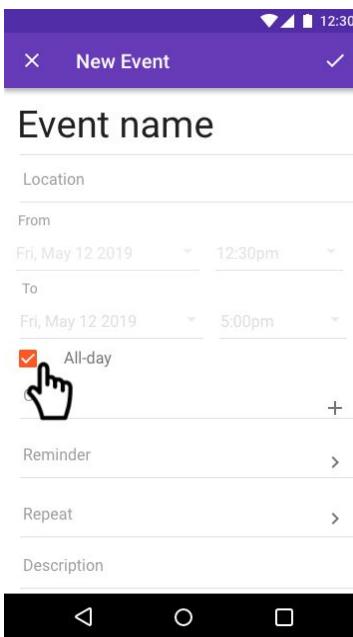 12:30
New Event
Event name
Location
From
Fri, May 12 2019 12:30pm
To
Fri, May 12 2019 5:00pm
All-day
Reminder
Repeat
Description